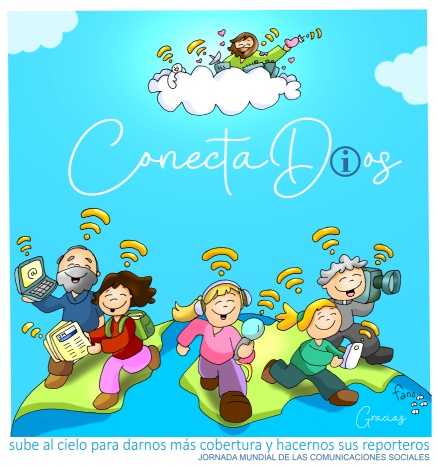 ConectaDios
@
Gracias
fano
sube al cielo para darnos más cobertura y hacernos sus reporteros
JORNADA MUNDIAL DE LAS COMUNICACIONES SOCIALES